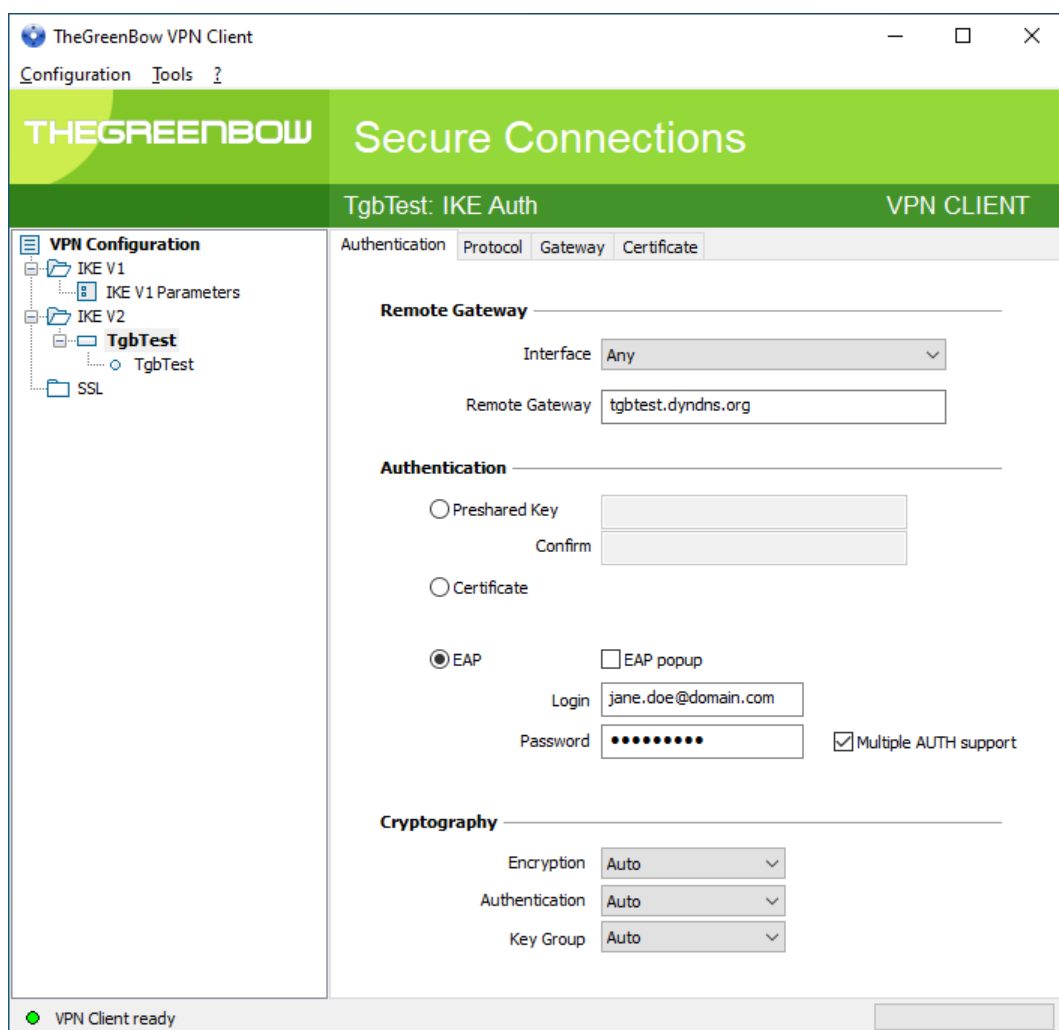 TheGreenBow VPN Client
Configuration Tools ?
THEGREENBOW Secure Connections
TgbTest: IKE Auth VPN CLIENT
VPN Configuration
IKE V1
IKE V1 Parameters
IKE V2
TgbTest
TgbTest
SSL
Authentication Protocol Gateway Certificate
Remote Gateway
Interface Any
Remote Gateway tgbtest.dyndns.org
Authentication
Preshared Key
Confirm
Certificate
EAP EAP popup
Login jane.doe@domain.com
Password ●●●●●●●●● Multiple AUTH support
Cryptography
Encryption Auto
Authentication Auto
Key Group Auto
VPN Client ready